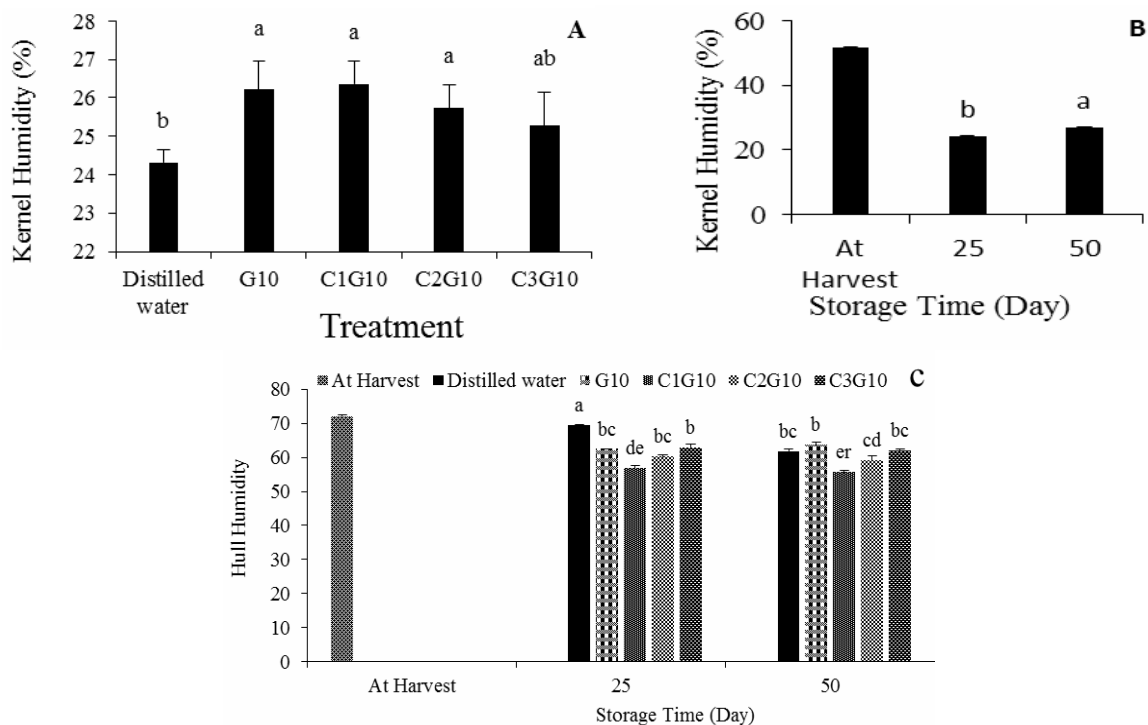 A
Kernel Humidity (%)
28
27
26
25
24
23
22
b
a
a
a
ab
Distilled water
G10
C1G10
C2G10
C3G10
Treatment
B
Kernel Humidity (%)
60
40
20
0
b
a
At Harvest
25
50
Storage Time (Day)
At Harvest
Distilled water
G10
C1G10
C2G10
C3G10
C
Hull Humidity
80
70
60
50
40
30
20
10
0
a
bc
de
bc
b
bc
b
er
cd
bc
At Harvest
25
50
Storage Time (Day)